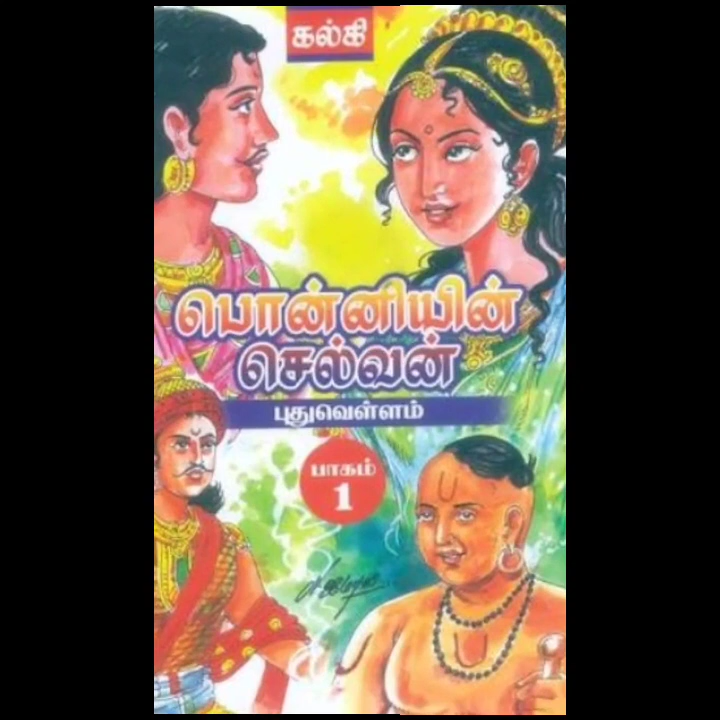 கல்கி
பொன்னியின்
செல்வன்
புதுவெள்ளம்
பாகம்
1